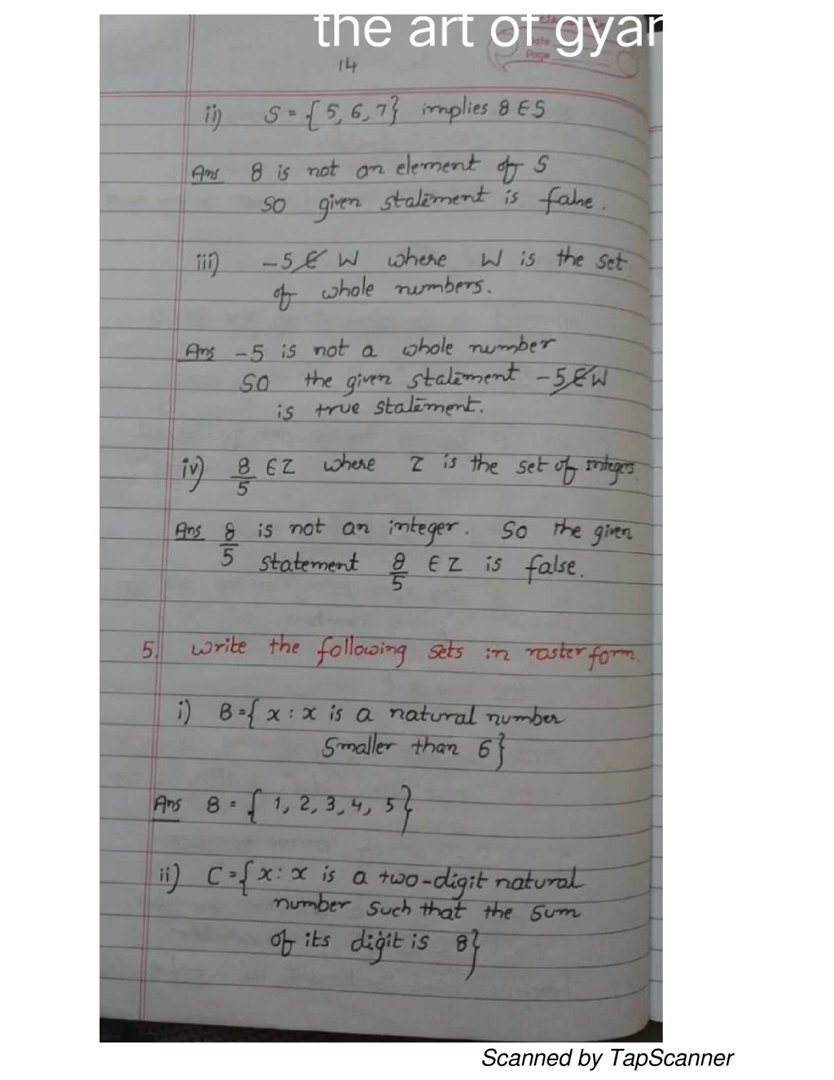 the art of gyan
Date
Page
14
ii) S = { 5, 6, 7} implies 8 ∈ S
Ans 8 is not an element of S
so given statement is false.
iii) -5 ∉ W where W is the set
of whole numbers.
Ans -5 is not a whole number
so the given statement -5 ∉ W
is true statement.
iv) 8/5 ∈ Z where Z is the set of integers.
Ans 8/5 is not an integer. So the given
statement 8/5 ∈ Z is false.
5. Write the following sets in roster form.
i) B = { x : x is a natural number
smaller than 6}
Ans B = { 1, 2, 3, 4, 5}
ii) C = { x : x is a two-digit natural
number such that the sum
of its digit is 8}
Scanned by TapScanner